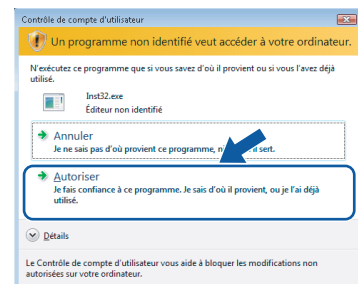 Contrôle de compte d'utilisateur
Un programme non identifié veut accéder à votre ordinateur.
N'exécutez ce programme que si vous savez d'où il provient ou si vous l'avez déjà
utilisé.
Inst32.exe
Éditeur non identifié
Annuler
Je ne sais pas d'où provient ce programme, il sert.
Autoriser
Je fais confiance à ce programme. Je sais d'où il provient, ou je l'ai déjà
utilisé.
Détails
Le Contrôle de compte d'utilisateur vous aide à bloquer les modifications non
autorisées sur votre ordinateur.